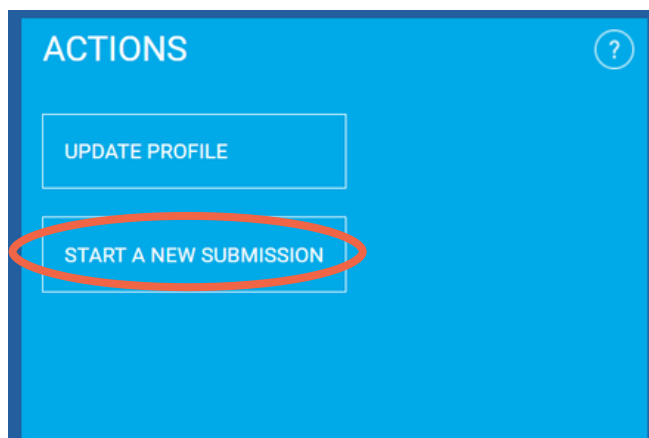 ACTIONS
?
UPDATE PROFILE
START A NEW SUBMISSION